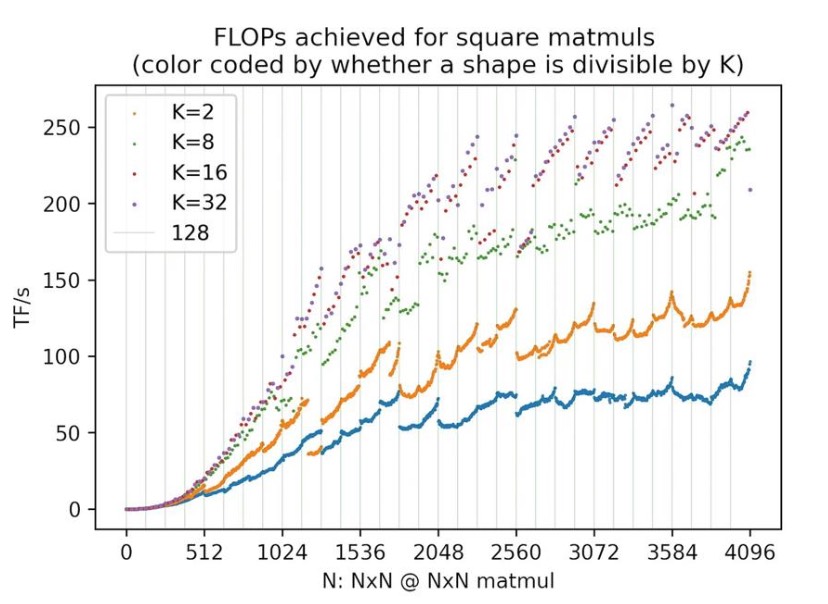 FLOPs achieved for square matmuls
(color coded by whether a shape is divisible by K)
K=2
K=8
K=16
K=32
128
250
200
150
100
50
0
TF/s
0 512 1024 1536 2048 2560 3072 3584 4096
N: NxN @ NxN matmul